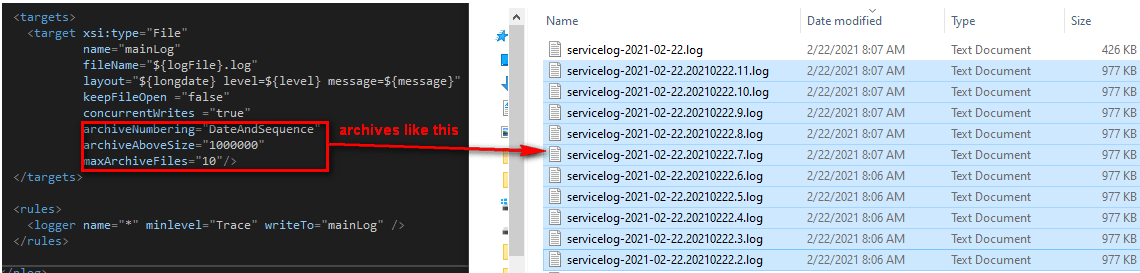 <targets>
<target xsi:type="File"
name="mainLog"
fileName="${logFile}.log"
layout="${longdate} level=${level} message=${message}"
keepFileOpen ="false"
concurrentWrites ="true"
archiveNumbering="DateAndSequence"
archiveAboveSize="1000000"
maxArchiveFiles="10"/>
</targets>
<rules>
<logger name="*" minlevel="Trace" writeTo="mainLog" />
</rules>
archives like this
Name Date modified Type Size
servicelog-2021-02-22.log 2/22/2021 8:07 AM Text Document 426 KB
servicelog-2021-02-22.20210222.11.log 2/22/2021 8:07 AM Text Document 977 KB
servicelog-2021-02-22.20210222.10.log 2/22/2021 8:07 AM Text Document 977 KB
servicelog-2021-02-22.20210222.9.log 2/22/2021 8:07 AM Text Document 977 KB
servicelog-2021-02-22.20210222.8.log 2/22/2021 8:07 AM Text Document 977 KB
servicelog-2021-02-22.20210222.7.log 2/22/2021 8:07 AM Text Document 977 KB
servicelog-2021-02-22.20210222.6.log 2/22/2021 8:06 AM Text Document 977 KB
servicelog-2021-02-22.20210222.5.log 2/22/2021 8:06 AM Text Document 977 KB
servicelog-2021-02-22.20210222.4.log 2/22/2021 8:06 AM Text Document 977 KB
servicelog-2021-02-22.20210222.3.log 2/22/2021 8:06 AM Text Document 977 KB
servicelog-2021-02-22.20210222.2.log 2/22/2021 8:06 AM Text Document 977 KB